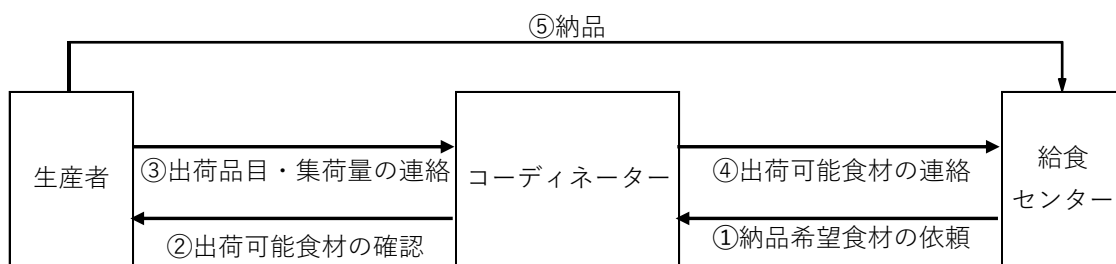 ⑤納品
生産者
③出荷品目・集荷量の連絡
②出荷可能食材の確認
コーディネーター
④出荷可能食材の連絡
①納品希望食材の依頼
給食
センター